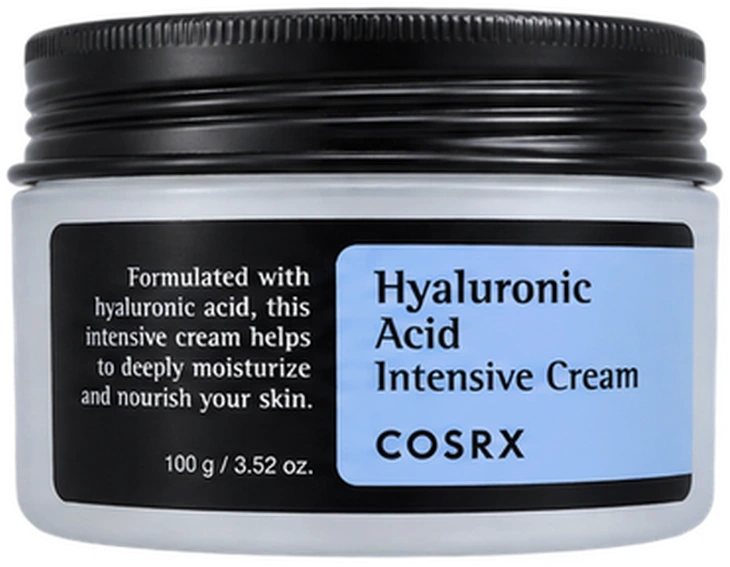 Formulated with
hyaluronic acid, this
intensive cream helps
to deeply moisturize
and nourish your skin.
100 g / 3.52 oz.
Hyaluronic
Acid
Intensive Cream
COSRX